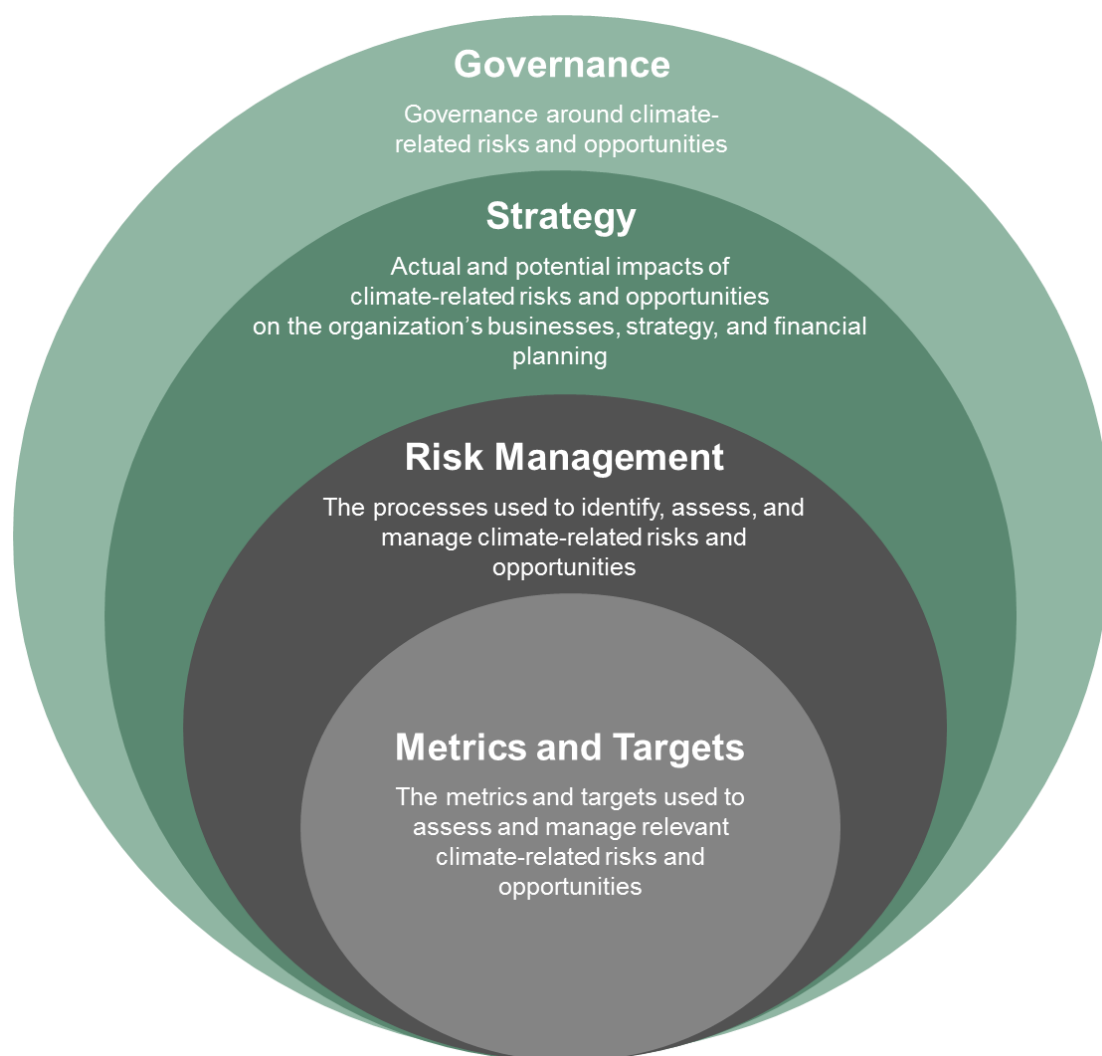 Governance
Governance around climate-
related risks and opportunities
Strategy
Actual and potential impacts of
climate-related risks and opportunities
on the organization’s businesses, strategy, and financial
planning
Risk Management
The processes used to identify, assess, and
manage climate-related risks and
opportunities
Metrics and Targets
The metrics and targets used to
assess and manage relevant
climate-related risks and
opportunities